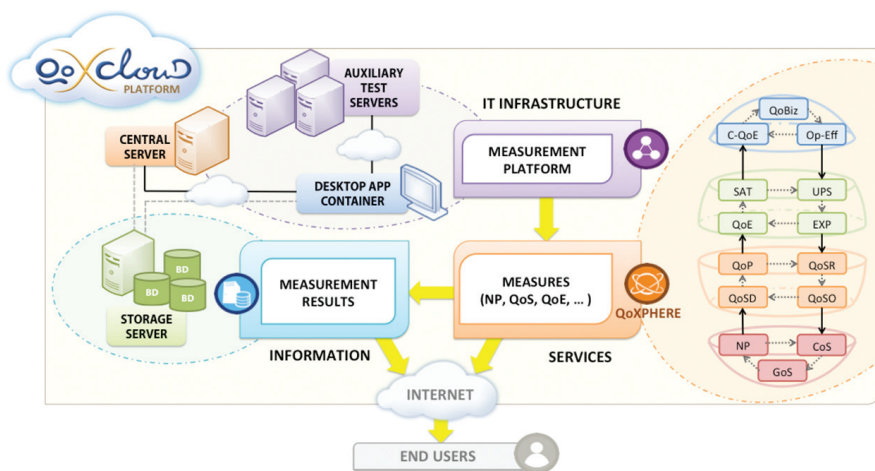 QoXcloud
PLATFORM
AUXILIARY
TEST
SERVERS
IT INFRASTRUCTURE
CENTRAL
SERVER
MEASUREMENT
PLATFORM
DESKTOP APP
CONTAINER
BD
BD
BD
STORAGE
SERVER
MEASUREMENT
RESULTS
MEASURES
(NP, QoS, QoE, ... )
QoXPHERE
INFORMATION
SERVICES
INTERNET
END USERS
QoBiz
C-QoE
Op-Eff
SAT
UPS
QoE
EXP
QoP
QoSR
QoSD
QoSO
NP
CoS
GoS